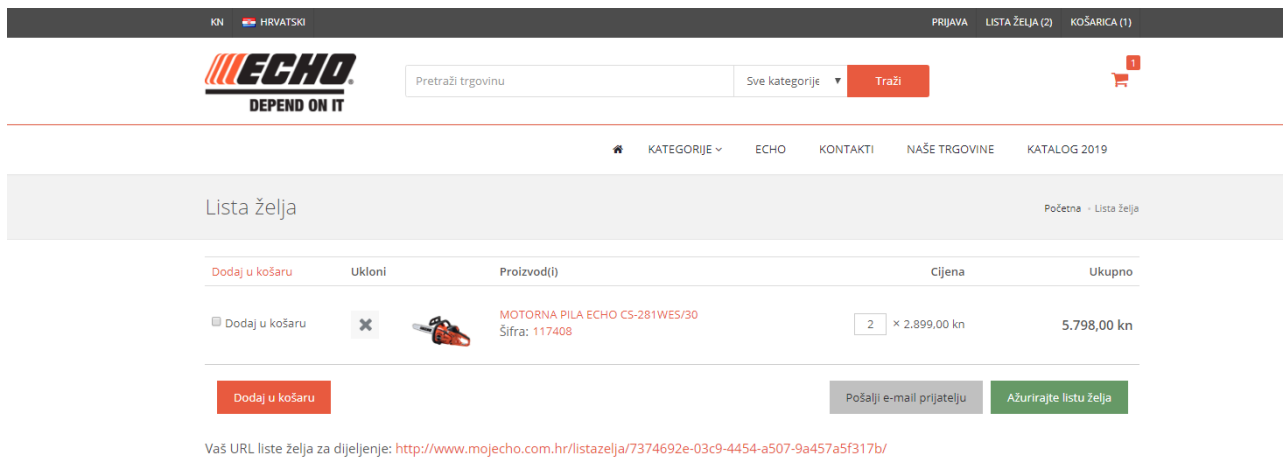 KN HRVATSKI PRIJAVA LISTA ŽELJA (2) KOŠARICA (1)
ECHO.
DEPEND ON IT
Pretraži trgovinu Sve kategorije Traži 1
KATEGORIJE ECHO KONTAKTI NAŠE TRGOVINE KATALOG 2019
Lista želja Početna Lista želja
Dodaj u košaru Ukloni Proizvod(i) Cijena Ukupno
MOTORNA PILA ECHO CS-281WES/30
Dodaj u košaru 2 × 2.899,00 kn 5.798,00 kn
Šifra: 117408
Dodaj u košaru Pošalji e-mail prijatelju Ažurirajte listu želja
Vaš URL liste želja za dijeljenje: http://www.mojecho.com.hr/listazelja/7374692e-03c9-4454-a507-9a457a5f317b/